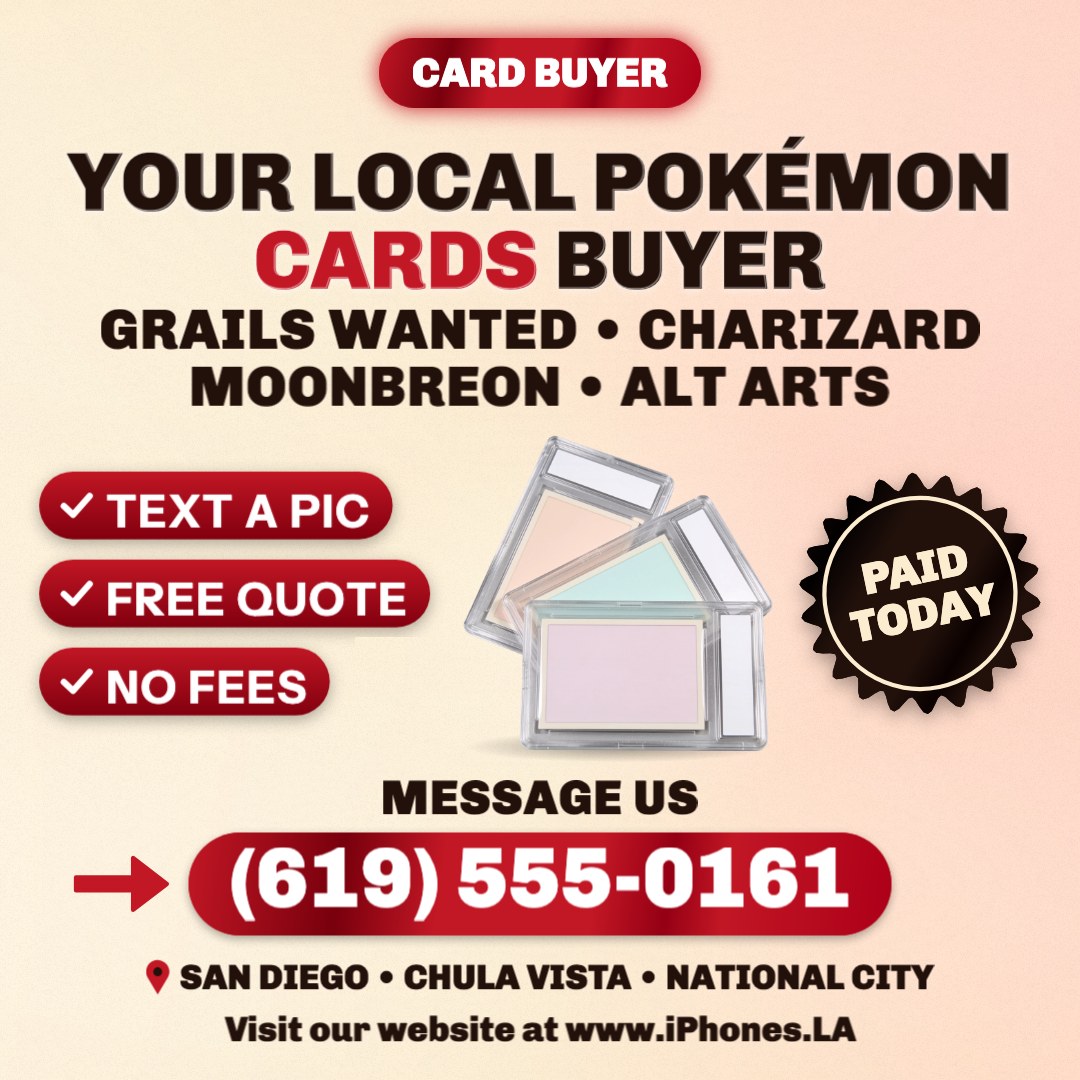 CARD BUYER
YOUR LOCAL POKÉMON
CARDS BUYER
GRAILS WANTED • CHARIZARD
MOONBREON • ALT ARTS
✓ TEXT A PIC
✓ FREE QUOTE
✓ NO FEES
PAID
TODAY
MESSAGE US
(619) 555-0161
SAN DIEGO • CHULA VISTA • NATIONAL CITY
Visit our website at www.iPhones.LA